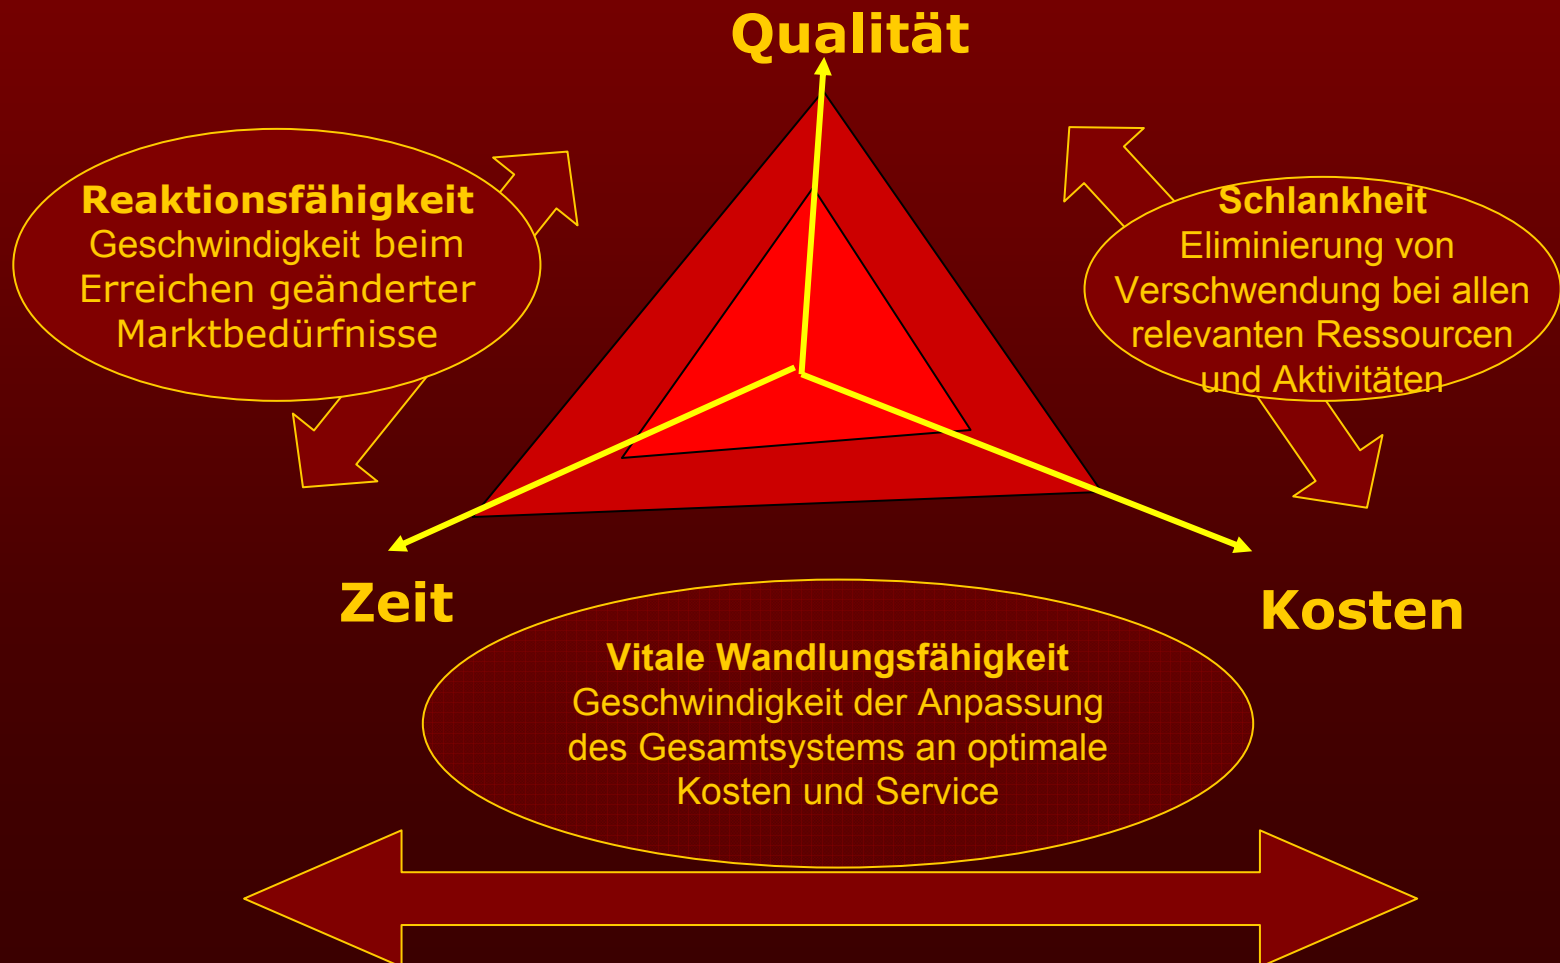 Qualität
Reaktionsfähigkeit
Geschwindigkeit beim
Erreichen geänderter
Marktbedürfnisse
Schlankheit
Eliminierung von
Verschwendung bei allen
relevanten Ressourcen
und Aktivitäten
Zeit
Kosten
Vitale Wandlungsfähigkeit
Geschwindigkeit der Anpassung
des Gesamtsystems an optimale
Kosten und Service